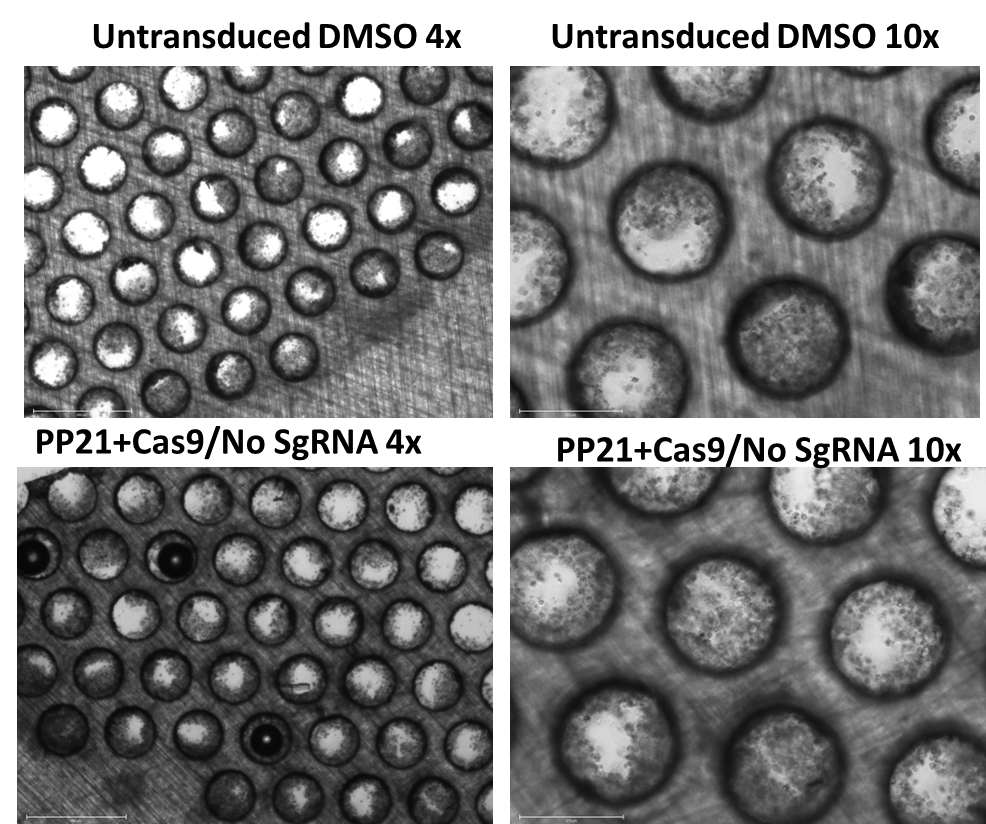 Untransduced DMSO 4x
Untransduced DMSO 10x
PP21+Cas9/No SgRNA 4x
PP21+Cas9/No SgRNA 10x